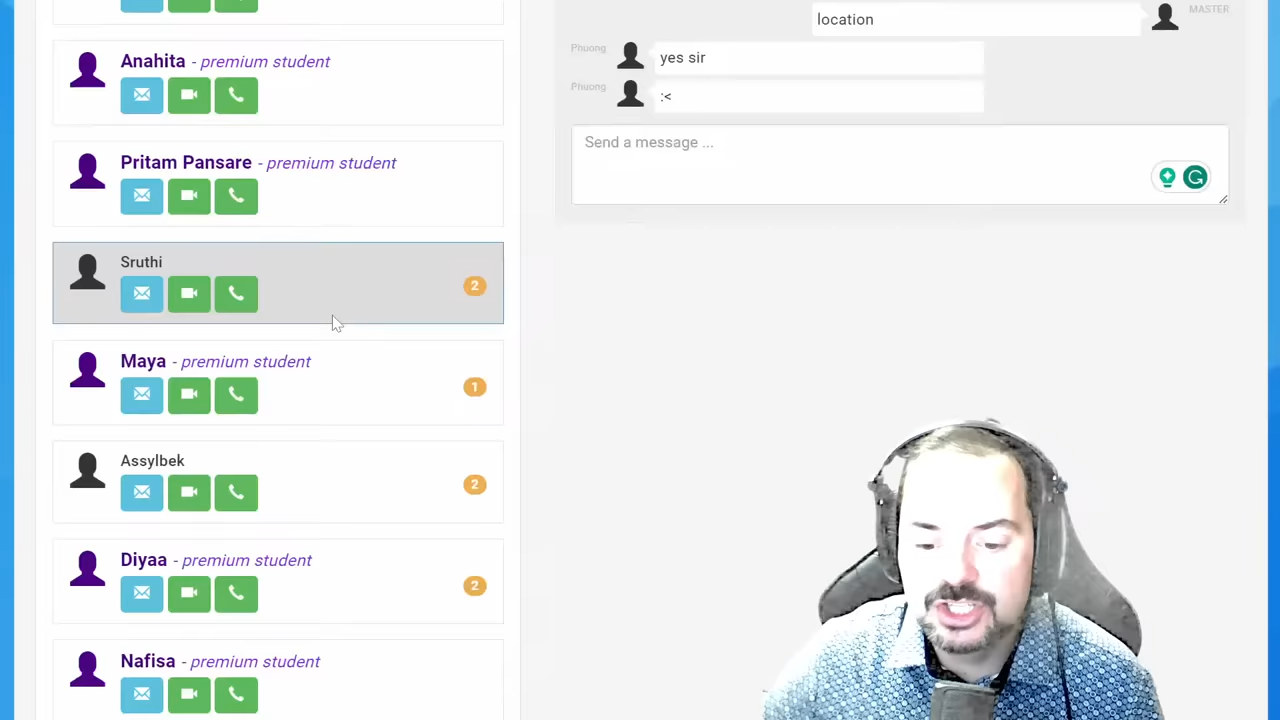 Anahita - premium student
Pritam Pansare - premium student
Sruthi
2
Maya - premium student
1
Assylbek
2
Diyaa - premium student
2
Nafisa - premium student
MASTER
location
Phuong
yes sir
Phuong
:<
Send a message ...